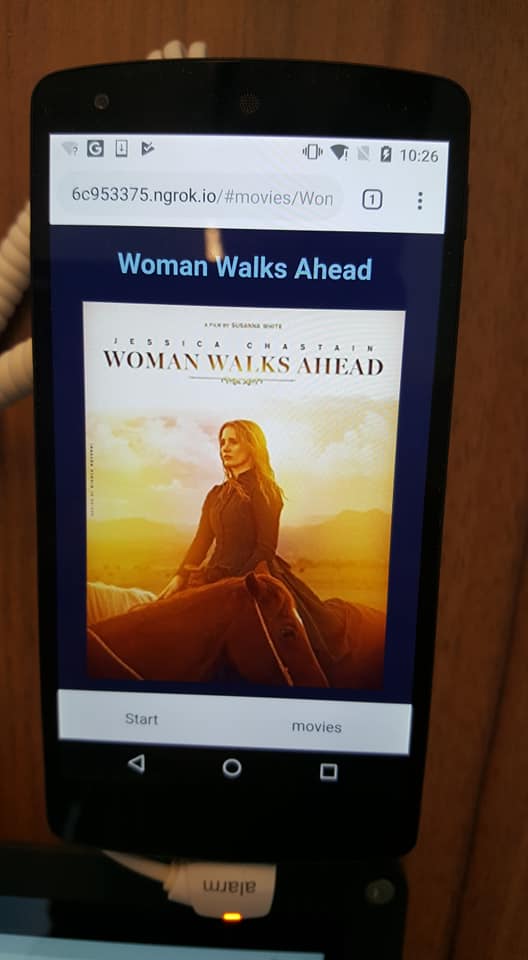 10:26
6c953375.ngrok.io/#movies/Won
1
Woman Walks Ahead
A FILM BY SUSANNA WHITE
JESSICA CHASTAIN
WOMAN WALKS AHEAD
Start
movies
alarm